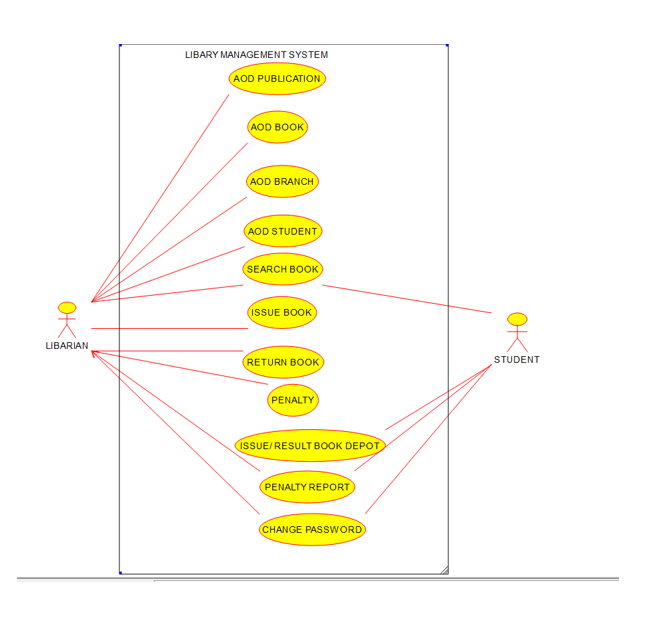 LIBARY MANAGEMENT SYSTEM
AOD PUBLICATION
AOD BOOK
AOD BRANCH
AOD STUDENT
SEARCH BOOK
ISSUE BOOK
LIBARIAN
STUDENT
RETURN BOOK
PENALTY
ISSUE/ RESULT BOOK DEPOT
PENALTY REPORT
CHANGE PASSWORD